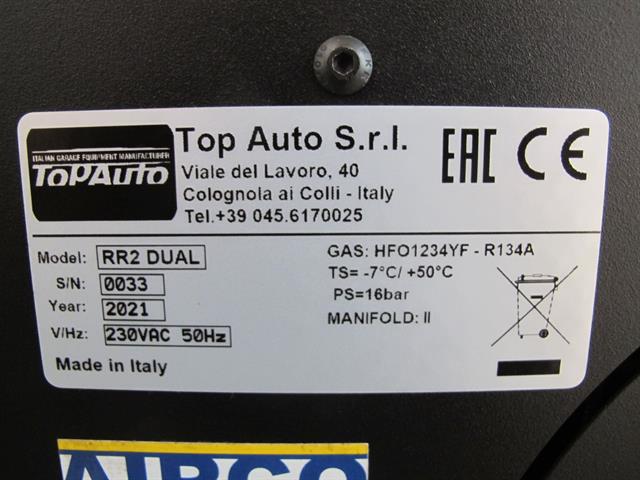 ITALIAN GARAGE EQUIPMENT MANUFACTURER
TOPAUTO
Top Auto S.r.l.
Viale del Lavoro, 40
Colognola ai Colli - Italy
Tel.+39 045.6170025
EAC CE
Model: RR2 DUAL
S/N: 0033
Year: 2021
V/Hz: 230VAC 50Hz
Made in Italy
GAS: HFO1234YF - R134A
TS= -7°C/ +50°C
PS=16bar
MANIFOLD: II
AIRCO